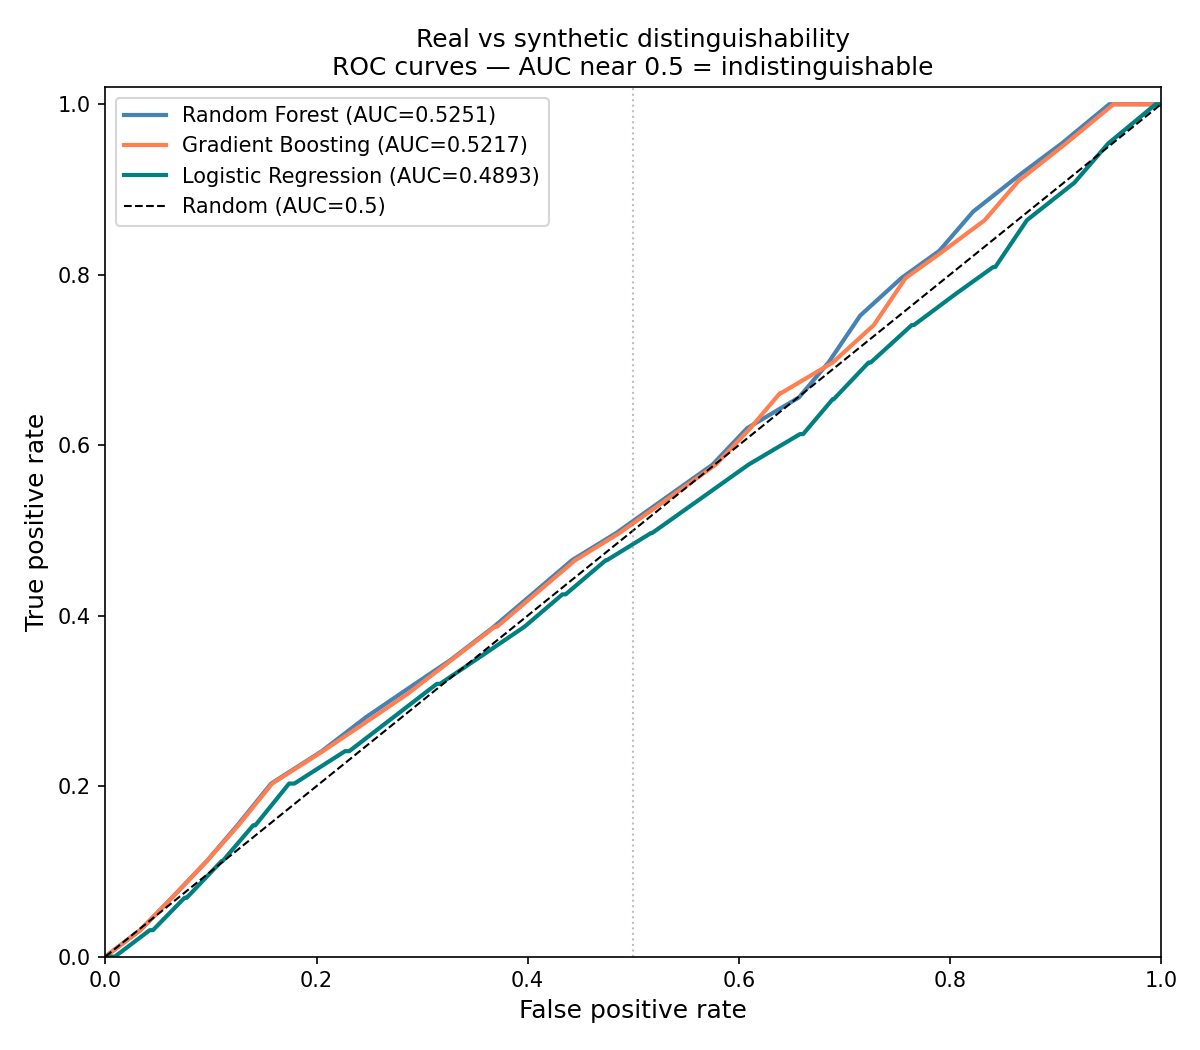 Real vs synthetic distinguishability
ROC curves — AUC near 0.5 = indistinguishable
Random Forest (AUC=0.5251)
Gradient Boosting (AUC=0.5217)
Logistic Regression (AUC=0.4893)
Random (AUC=0.5)
True positive rate
1.0
0.8
0.6
0.4
0.2
0.0
0.0 0.2 0.4 0.6 0.8 1.0
False positive rate